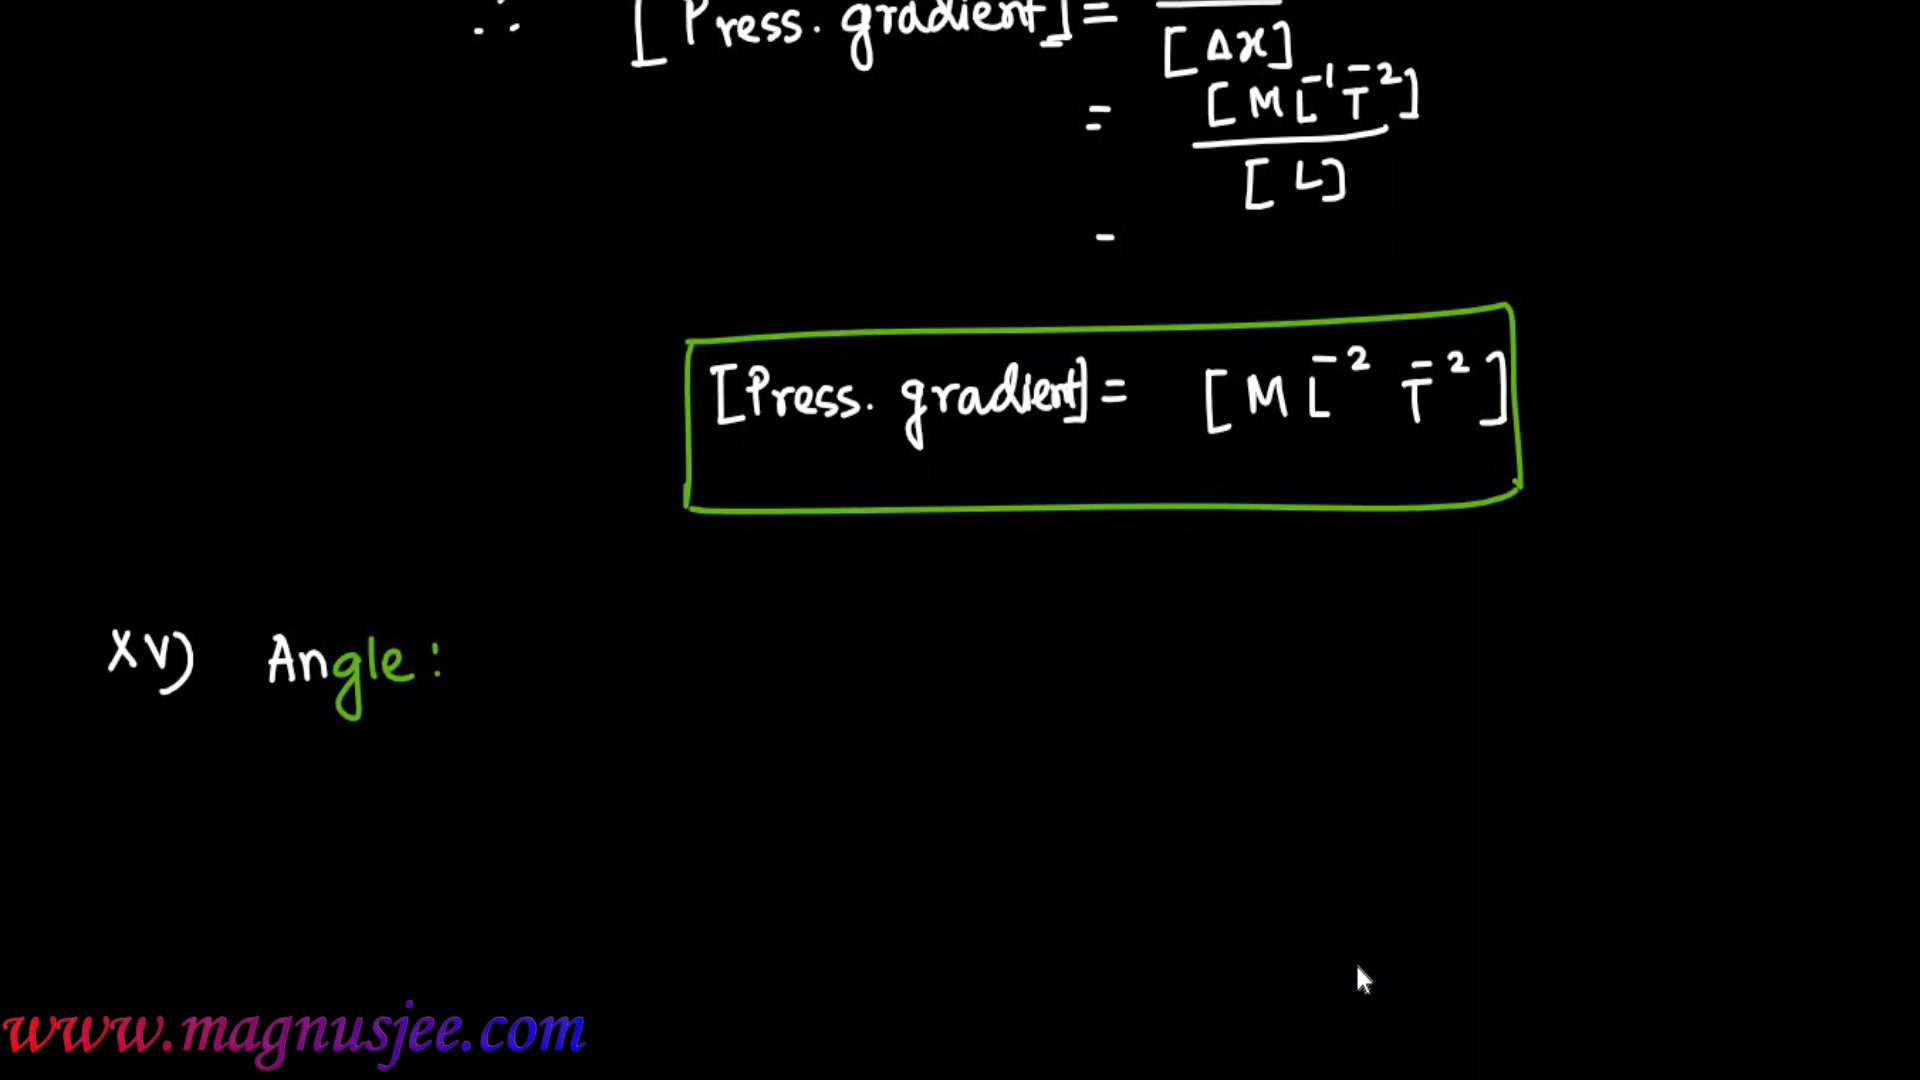 ∴ [Press. gradient] =
[Δx]
= [M L⁻¹ T⁻²]
[L]
-
[Press. gradient] = [M L⁻² T⁻²]
XV) Angle:
www.magnusjee.com